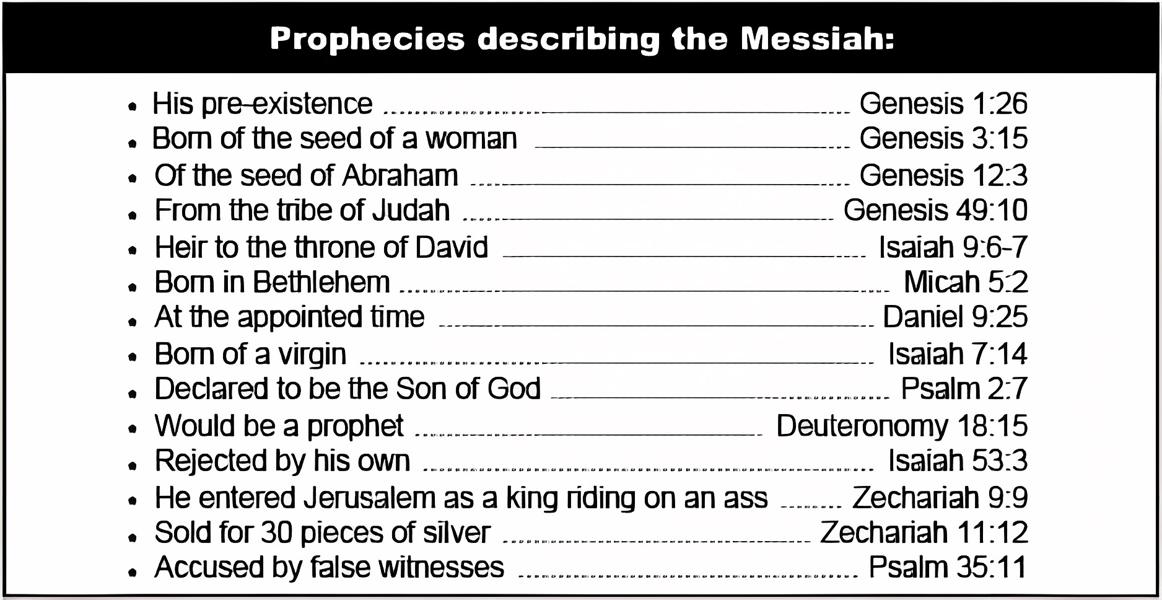 Prophecies describing the Messiah:
• His pre-existence ........ Genesis 1:26
• Born of the seed of a woman ........ Genesis 3:15
• Of the seed of Abraham ........ Genesis 12:3
• From the tribe of Judah ........ Genesis 49:10
• Heir to the throne of David ........ Isaiah 9:6-7
• Born in Bethlehem ........ Micah 5:2
• At the appointed time ........ Daniel 9:25
• Born of a virgin ........ Isaiah 7:14
• Declared to be the Son of God ........ Psalm 2:7
• Would be a prophet ........ Deuteronomy 18:15
• Rejected by his own ........ Isaiah 53:3
• He entered Jerusalem as a king riding on an ass ........ Zechariah 9:9
• Sold for 30 pieces of silver ........ Zechariah 11:12
• Accused by false witnesses ........ Psalm 35:11